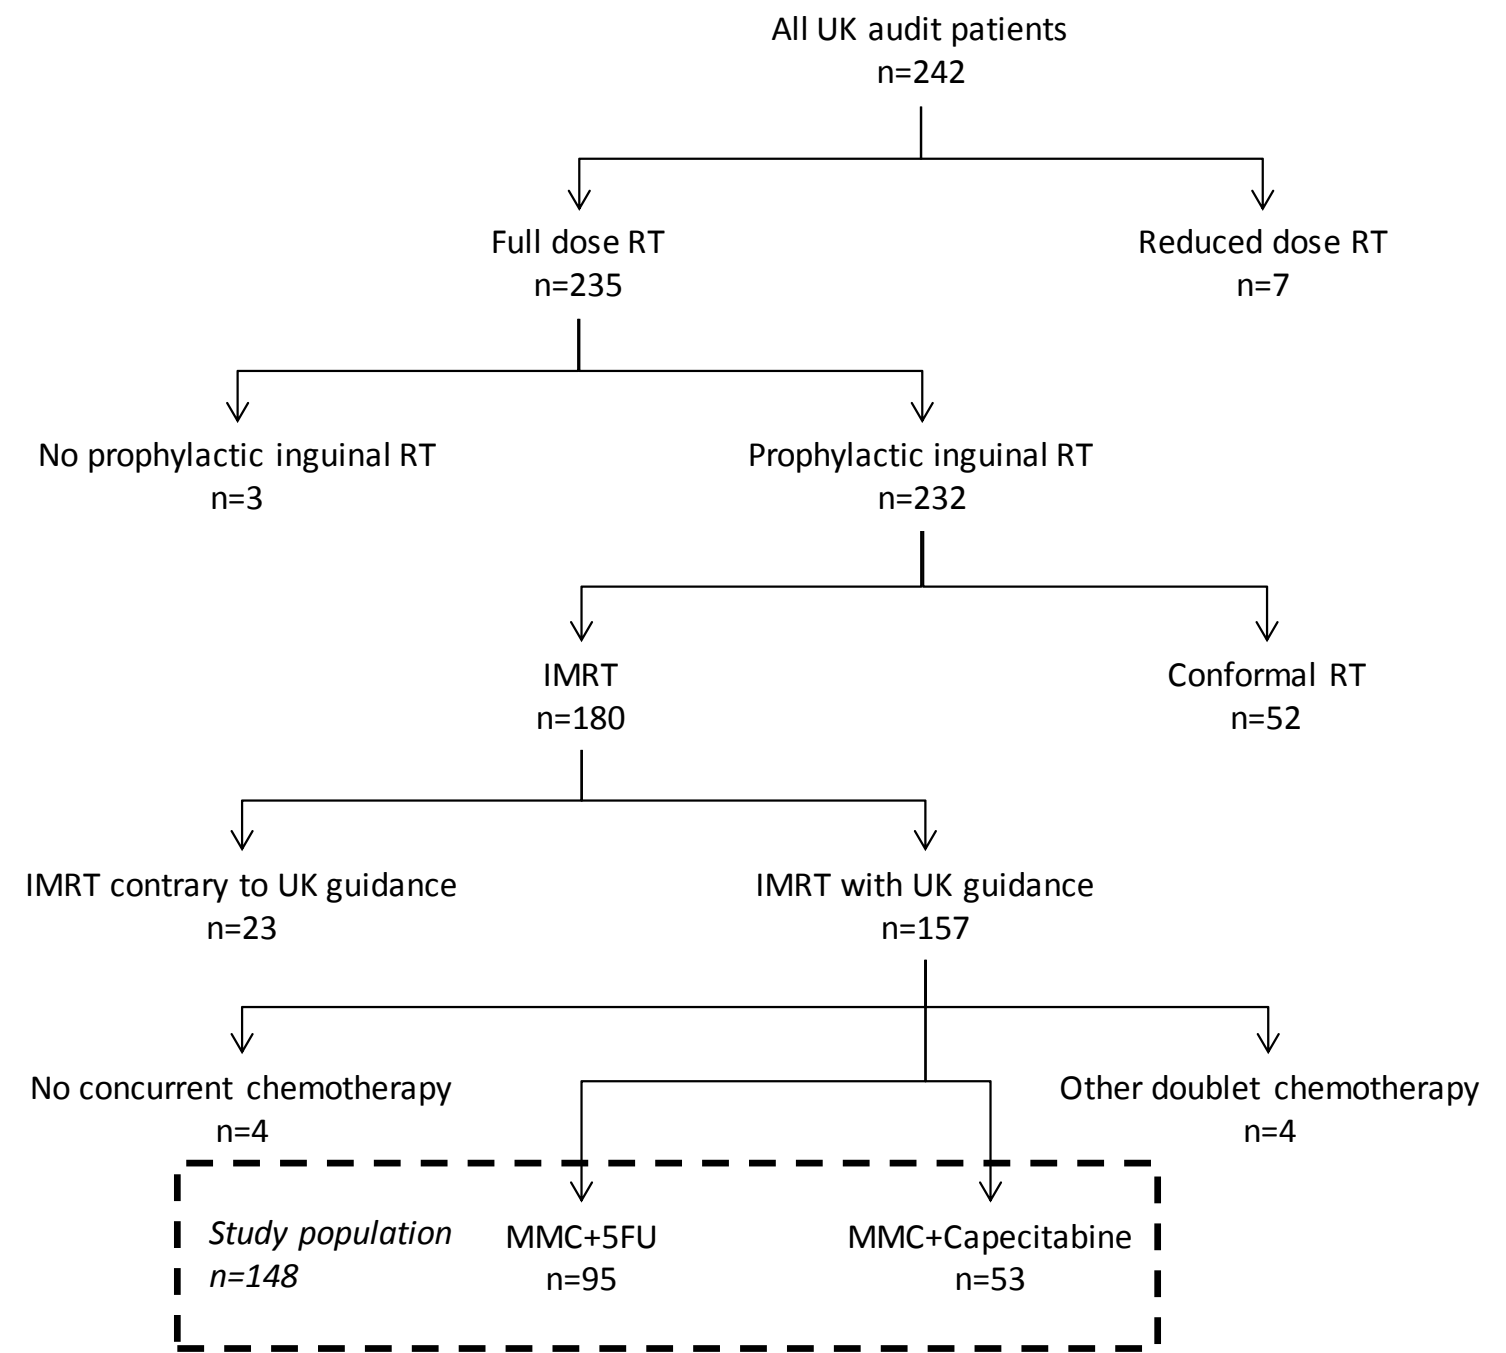 All UK audit patients
n=242
Full dose RT
n=235
Reduced dose RT
n=7
No prophylactic inguinal RT
n=3
Prophylactic inguinal RT
n=232
IMRT
n=180
Conformal RT
n=52
IMRT contrary to UK guidance
n=23
IMRT with UK guidance
n=157
No concurrent chemotherapy
n=4
Other doublet chemotherapy
n=4
Study population
n=148
MMC+5FU
n=95
MMC+Capecitabine
n=53